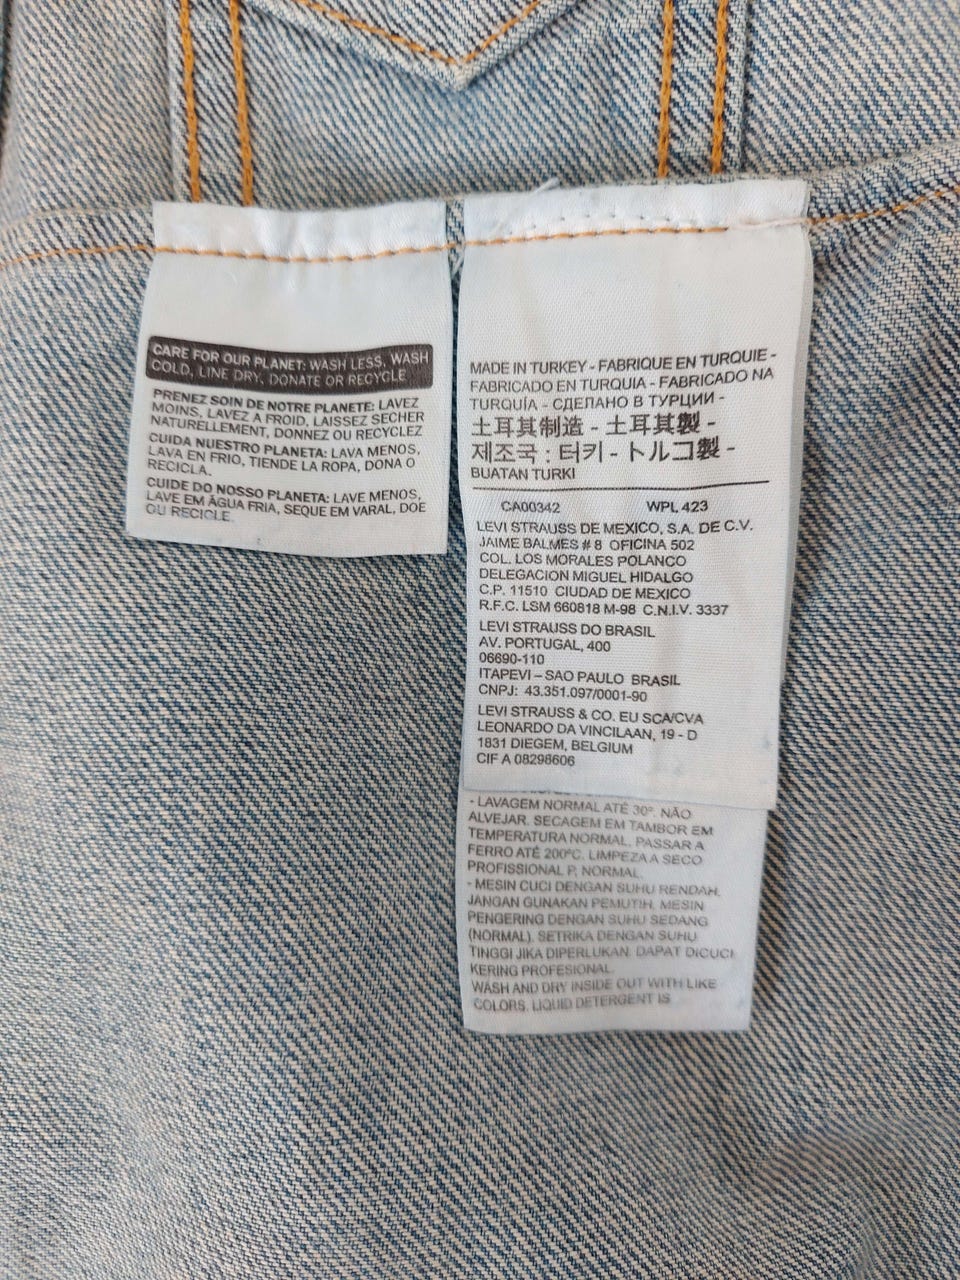 CARE FOR OUR PLANET: WASH LESS, WASH
COLD, LINE DRY, DONATE OR RECYCLE
PRENEZ SOIN DE NOTRE PLANETE: LAVEZ
MOINS, LAVEZ A FROID, LAISSEZ SECHER
NATURELLEMENT, DONNEZ OU RECYCLEZ
CUIDA NUESTRO PLANETA: LAVA MENOS,
LAVA EN FRIO, TIENDE LA ROPA, DONA O
RECICLA.
CUIDE DO NOSSO PLANETA: LAVE MENOS,
LAVE EM ÁGUA FRIA, SEQUE EM VARAL, DOE
OU RECICLE.
MADE IN TURKEY - FABRIQUE EN TURQUIE -
FABRICADO EN TURQUIA - FABRICADO NA
TURQUÍA - СДЕЛАНО В ТУРЦИИ -
土耳其制造 - 土耳其製 -
제조국 : 터키 - トルコ製 -
BUATAN TURKI
CA00342 WPL 423
LEVI STRAUSS DE MEXICO, S.A. DE C.V.
JAIME BALMES # 8 OFICINA 502
COL. LOS MORALES POLANCO
DELEGACION MIGUEL HIDALGO
C.P. 11510 CIUDAD DE MEXICO
R.F.C. LSM 660818 M-98 C.N.I.V. 3337
LEVI STRAUSS DO BRASIL
AV. PORTUGAL, 400
06690-110
ITAPEVI – SAO PAULO BRASIL
CNPJ: 43.351.097/0001-90
LEVI STRAUSS & CO. EU SCA/CVA
LEONARDO DA VINCILAAN, 19 - D
1831 DIEGEM, BELGIUM
CIF A 08298606
- LAVAGEM NORMAL ATÉ 30º. NÃO
ALVEJAR. SECAGEM EM TAMBOR EM
TEMPERATURA NORMAL. PASSAR A
FERRO ATÉ 200ºC. LIMPEZA A SECO
PROFISSIONAL P, NORMAL.
- MESIN CUCI DENGAN SUHU RENDAH.
JANGAN GUNAKAN PEMUTIH. MESIN
PENGERING DENGAN SUHU SEDANG
(NORMAL). SETRIKA DENGAN SUHU
TINGGI JIKA DIPERLUKAN. DAPAT DICUCI
KERING PROFESIONAL.
WASH AND DRY INSIDE OUT WITH LIKE
COLORS. LIQUID DETERGENT IS